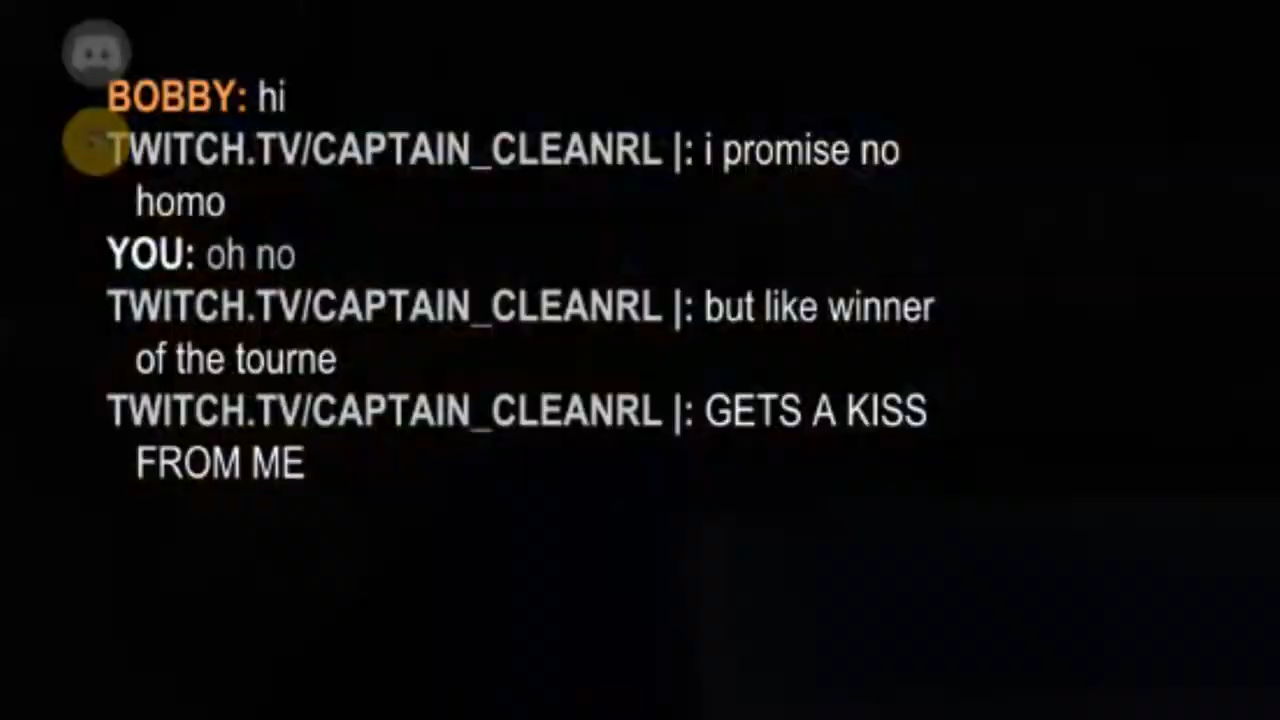 BOBBY: hi
TWITCH.TV/CAPTAIN_CLEANRL |: i promise no
homo
YOU: oh no
TWITCH.TV/CAPTAIN_CLEANRL |: but like winner
of the tourne
TWITCH.TV/CAPTAIN_CLEANRL |: GETS A KISS
FROM ME